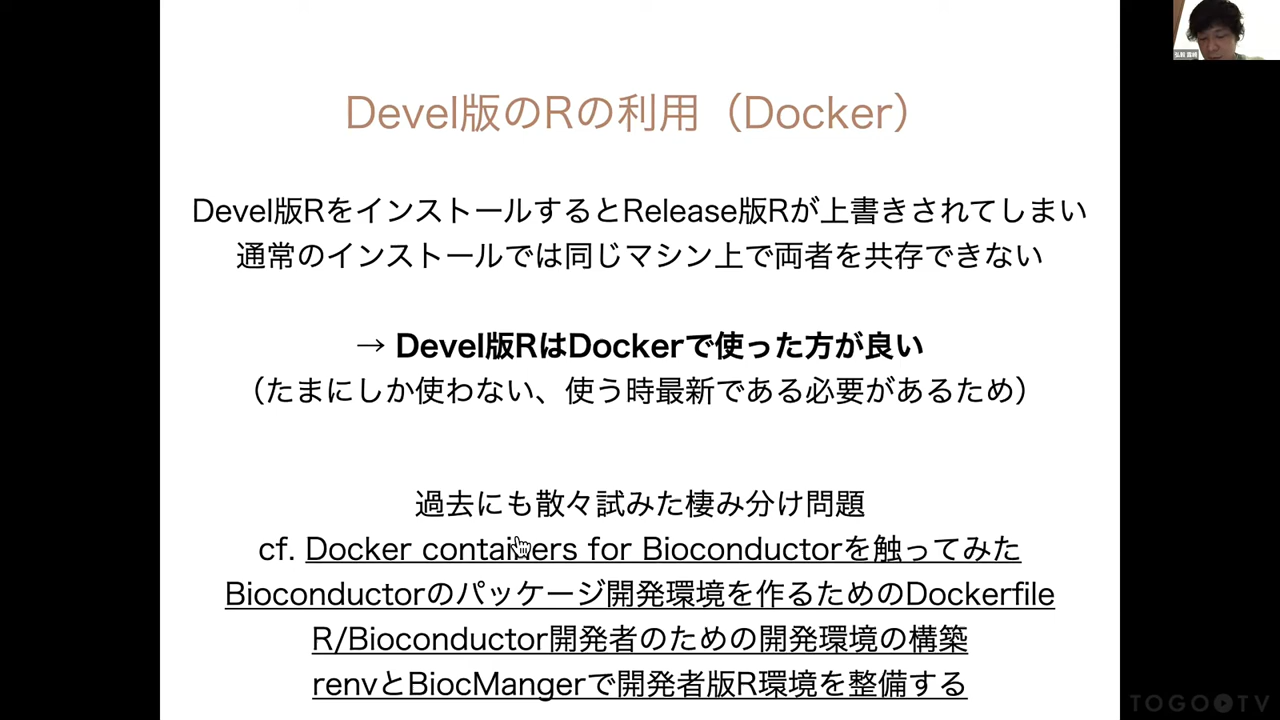 Devel版のRの利用（Docker）
Devel版RをインストールするとRelease版Rが上書きされてしまい
通常のインストールでは同じマシン上で両者を共存できない
→ Devel版RはDockerで使った方が良い
（たまにしか使わない、使う時最新である必要があるため）
過去にも散々試みた棲み分け問題
cf. Docker containers for Bioconductorを触ってみた
Bioconductorのパッケージ開発環境を作るためのDockerfile
R/Bioconductor開発者のための開発環境の構築
renvとBiocMangerで開発者版R環境を整備する
TOGO TV